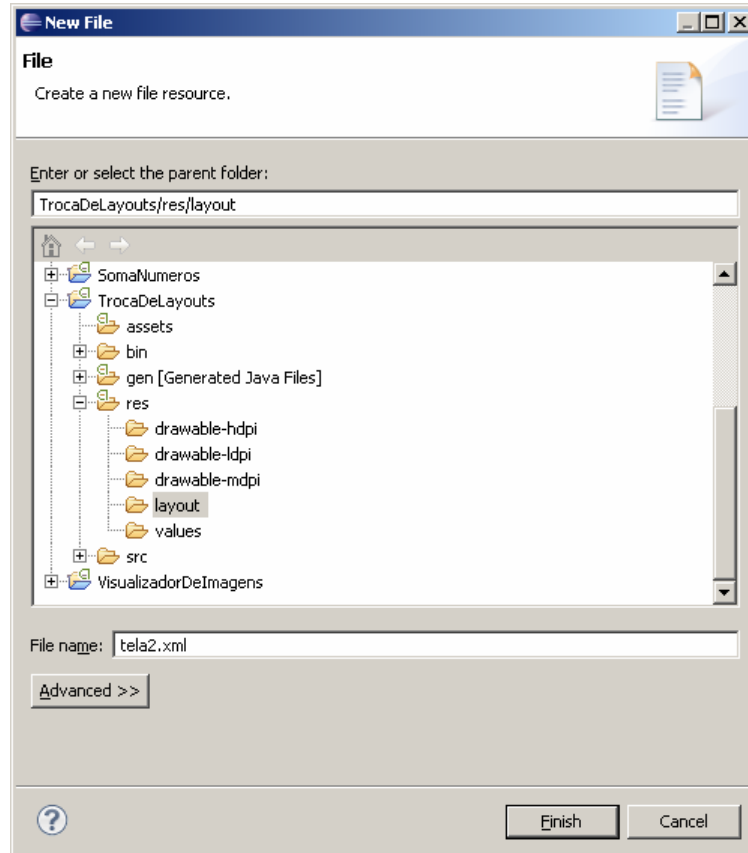 New File
File
Create a new file resource.
Enter or select the parent folder:
TrocaDeLayouts/res/layout
SomaNumeros
TrocaDeLayouts
assets
bin
gen [Generated Java Files]
res
drawable-hdpi
drawable-ldpi
drawable-mdpi
layout
values
src
VisualizadorDeImagens
File name: tela2.xml
Advanced >>
Finish Cancel